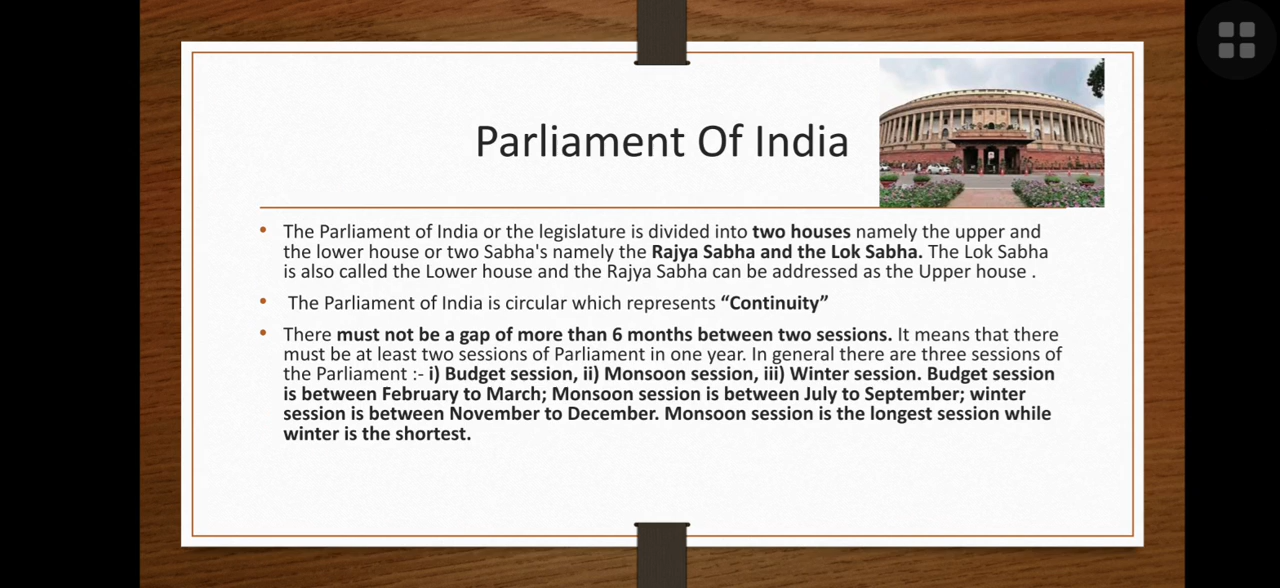 Parliament Of India
• The Parliament of India or the legislature is divided into two houses namely the upper and
the lower house or two Sabha's namely the Rajya Sabha and the Lok Sabha. The Lok Sabha
is also called the Lower house and the Rajya Sabha can be addressed as the Upper house .
• The Parliament of India is circular which represents “Continuity”
• There must not be a gap of more than 6 months between two sessions. It means that there
must be at least two sessions of Parliament in one year. In general there are three sessions of
the Parliament :- i) Budget session, ii) Monsoon session, iii) Winter session. Budget session
is between February to March; Monsoon session is between July to September; winter
session is between November to December. Monsoon session is the longest session while
winter is the shortest.